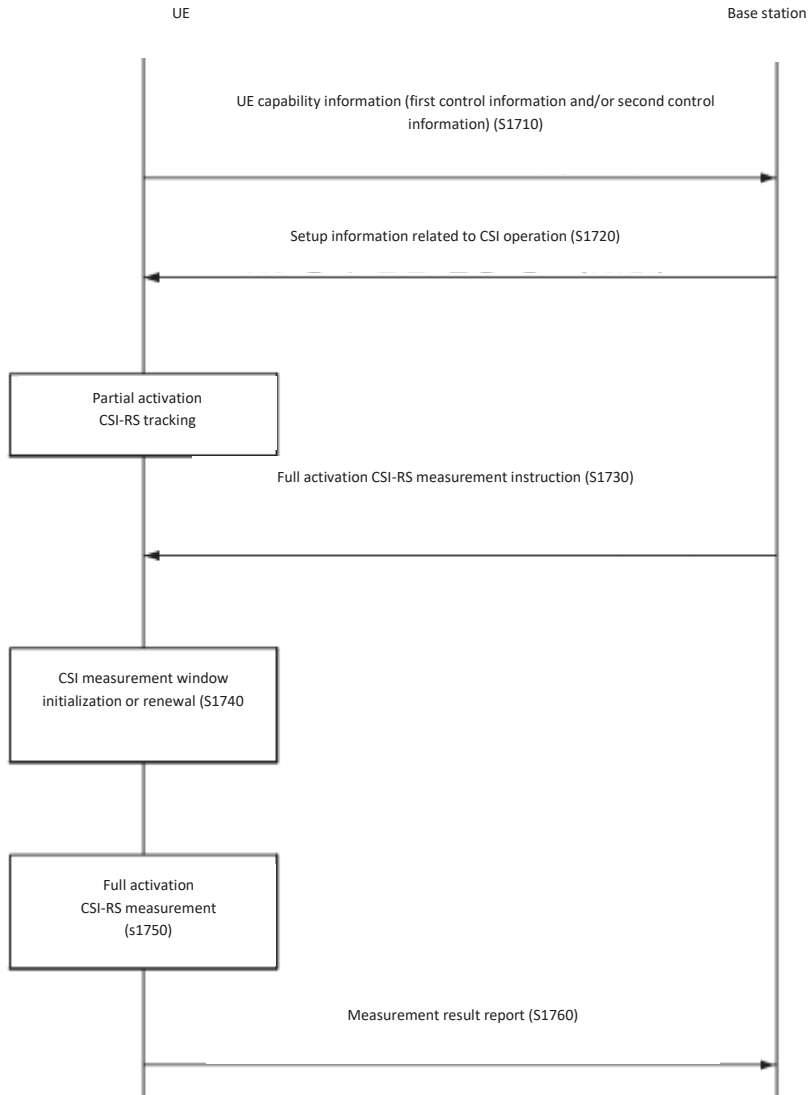 UE
Base station
UE capability information (first control information and/or second control
information) (S1710)
Setup information related to CSI operation (S1720)
Partial activation
CSI-RS tracking
Full activation CSI-RS measurement instruction (S1730)
CSI measurement window
initialization or renewal (S1740
Full activation
CSI-RS measurement
(s1750)
Measurement result report (S1760)